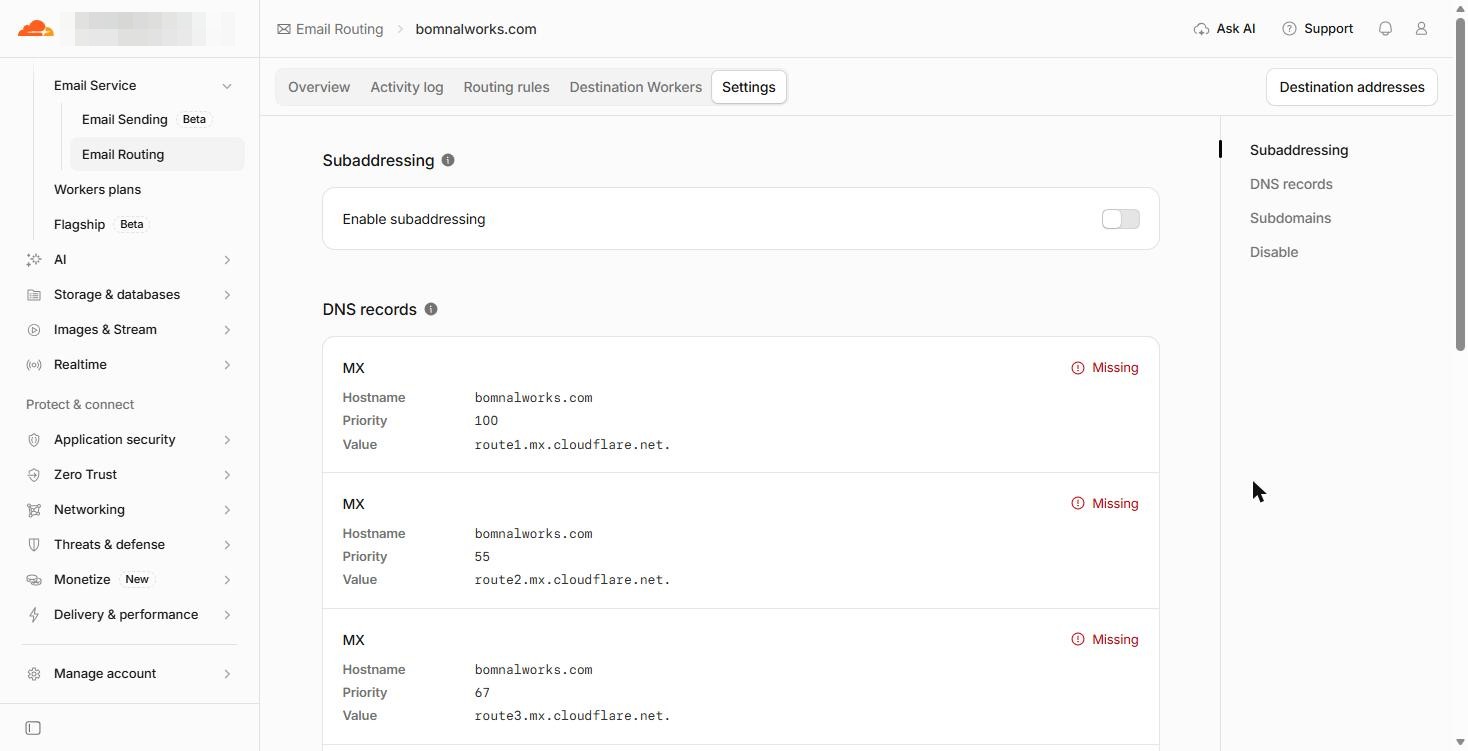 Email Routing > bomnalworks.com
Ask AI
Support
Email Service
Email Sending Beta
Email Routing
Workers plans
Flagship Beta
AI
Storage & databases
Images & Stream
Realtime
Protect & connect
Application security
Zero Trust
Networking
Threats & defense
Monetize New
Delivery & performance
Manage account
Overview Activity log Routing rules Destination Workers Settings
Destination addresses
Subaddressing
Enable subaddressing
DNS records
MX Missing
Hostname bomnalworks.com
Priority 100
Value route1.mx.cloudflare.net.
MX Missing
Hostname bomnalworks.com
Priority 55
Value route2.mx.cloudflare.net.
MX Missing
Hostname bomnalworks.com
Priority 67
Value route3.mx.cloudflare.net.
Subaddressing
DNS records
Subdomains
Disable